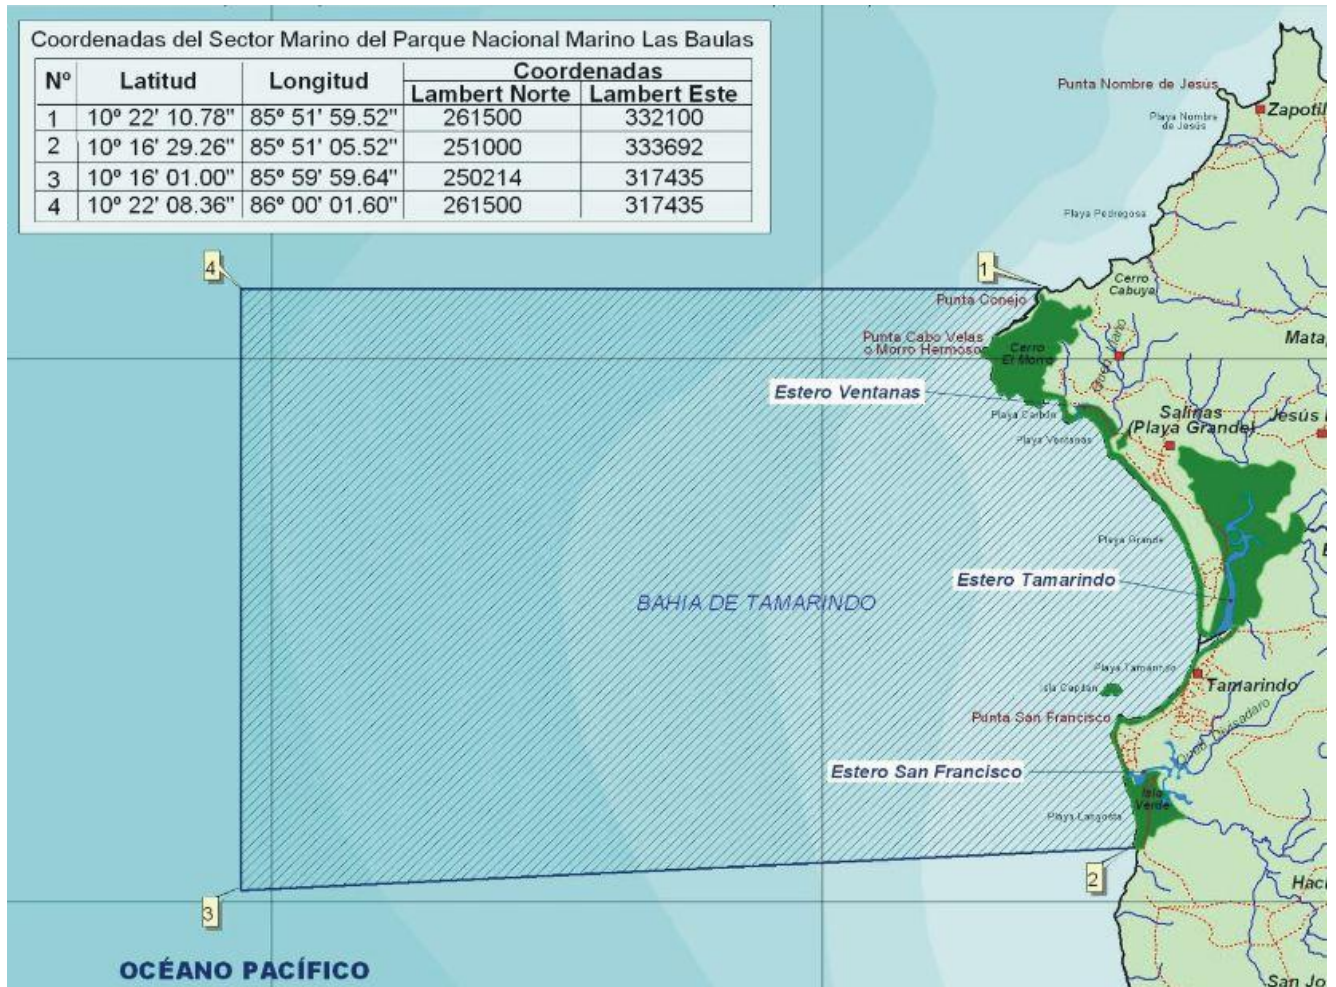 Coordenadas del Sector Marino del Parque Nacional Marino Las Baulas
Nº Latitud Longitud Coordenadas
Lambert Norte Lambert Este
1 10º 22' 10.78" 85º 51' 59.52" 261500 332100
2 10º 16' 29.26" 85º 51' 05.52" 251000 333692
3 10º 16' 01.00" 85º 59' 59.64" 250214 317435
4 10º 22' 08.36" 86º 00' 01.60" 261500 317435
Punta Nombre de Jesús
Playa Nombre
de Jesús
Zapotil
Playa Pedregosa
4
1
Cerro
Cabuya
Punta Conejo
Punta Cabo Velas
o Morro Hermoso
Cerro
El Morro
Mata
Estero Ventanas
Playa Carbón
Salinas
(Playa Grande)
Jesús
Playa Ventanas
Playa Grande
Estero Tamarindo
BAHIA DE TAMARINDO
Playa Tamarindo
Isla Capitán
Tamarindo
Punta San Francisco
Estero San Francisco
Isla
Verde
Playa Langosta
2
3
Haci
OCÉANO PACÍFICO
San Jo